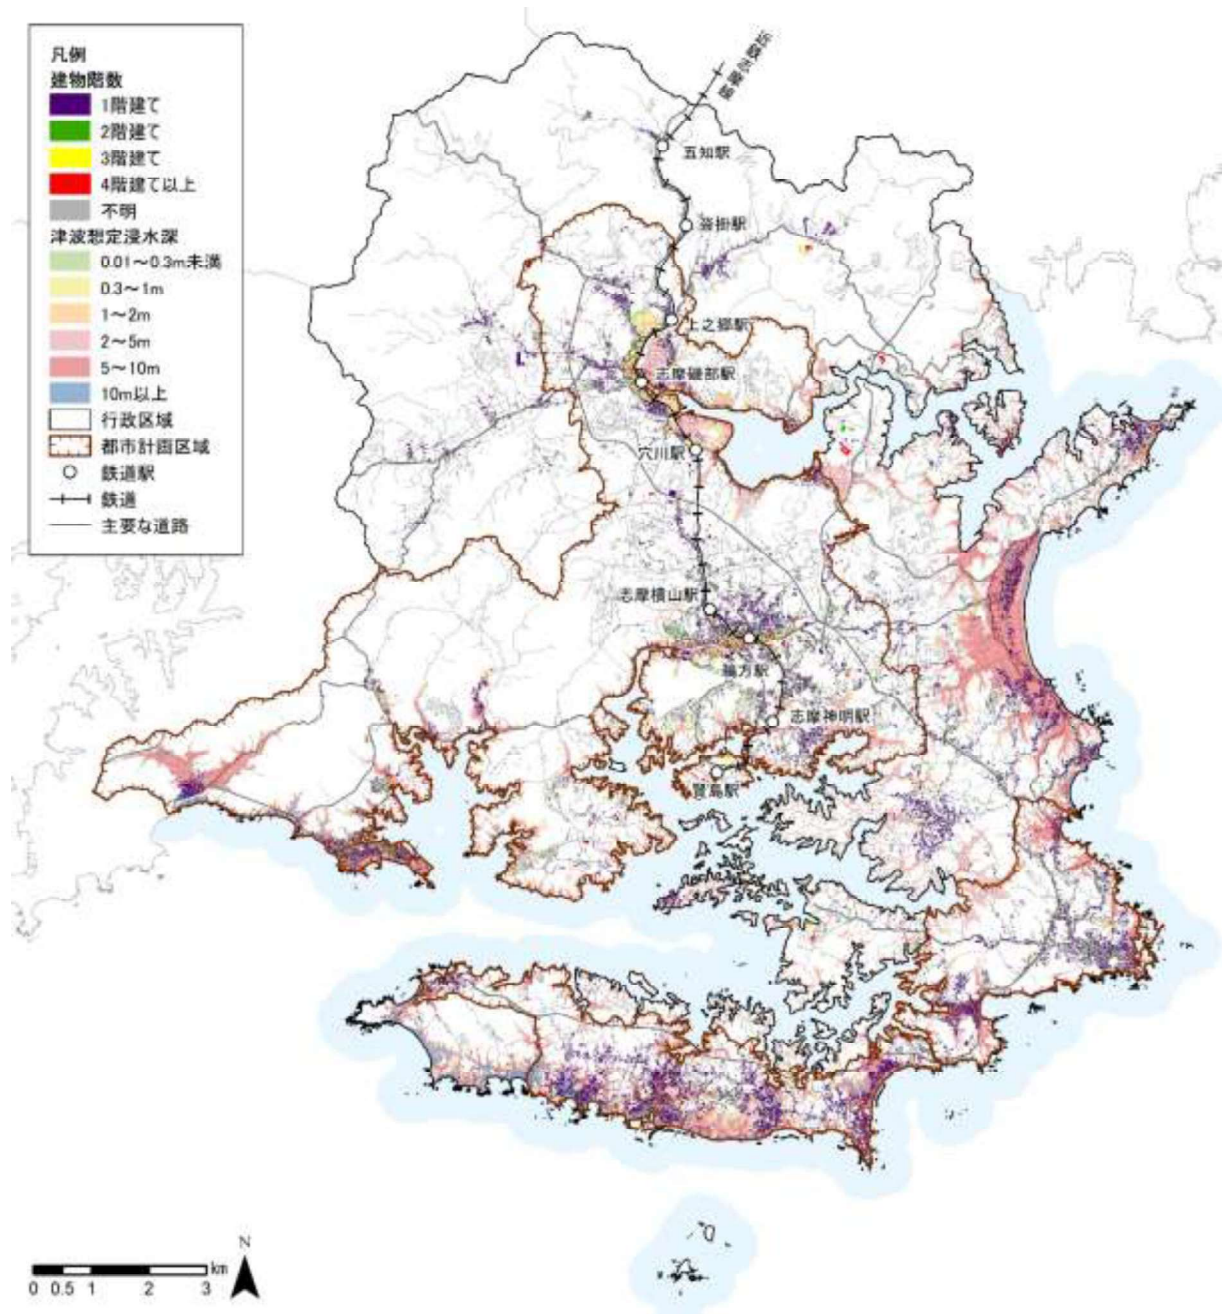 凡例
建物階数
1階建て
2階建て
3階建て
4階建て以上
不明
津波想定浸水深
0.01~0.3m未満
0.3~1m
1~2m
2~5m
5~10m
10m以上
行政区域
都市計画区域
鉄道駅
鉄道
主要な道路
近鉄志摩線
五知駅
沓掛駅
上之郷駅
志摩磯部駅
穴川駅
志摩横山駅
鵜方駅
志摩神明駅
賢島駅
0 0.5 1 2 3 km
N